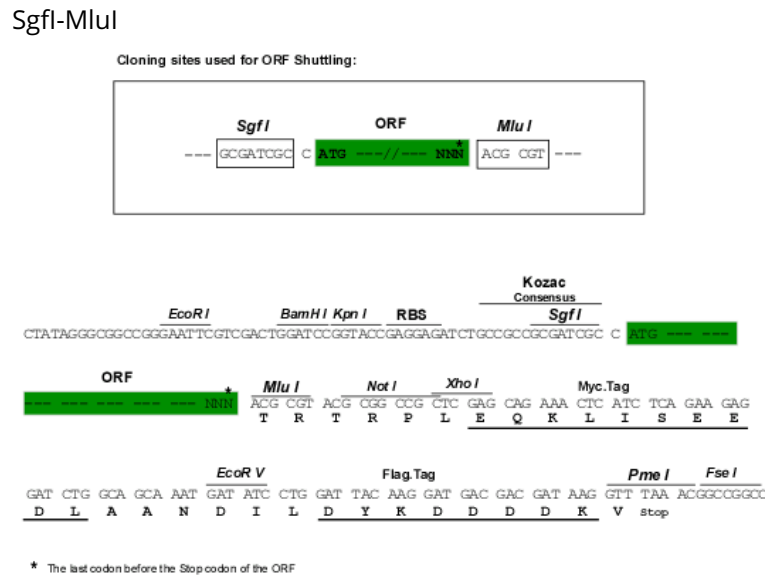 SgfI-MluI
Cloning sites used for ORF Shuttling:
Sgf I ORF Mlu I
--- GCGATCGC C ATG ---//--- NNN* ACG CGT ---
Kozac
Consensus
EcoR I BamH I Kpn I RBS Sgf I
CTATAGGGCGGCCGGGAATTCGTCGACTGGATCCGGTACCGAGGAGATCTGCCGCCGCGATCGC C ATG --- ---
ORF Mlu I Not I Xho I Myc.Tag
--- --- --- --- --- --- NNN* ACG CGT ACG CGG CCG CTC GAG CAG AAA CTC ATC TCA GAA GAG
T R T R P L E Q K L I S E E
EcoR V Flag.Tag Pme I Fse I
GAT CTG GCA GCA AAT GAT ATC CTG GAT TAC AAG GAT GAC GAC GAT AAG GTT TAA ACGGCCGGCC
D L A A N D I L D Y K D D D D K V Stop
* The last codon before the Stop codon of the ORF